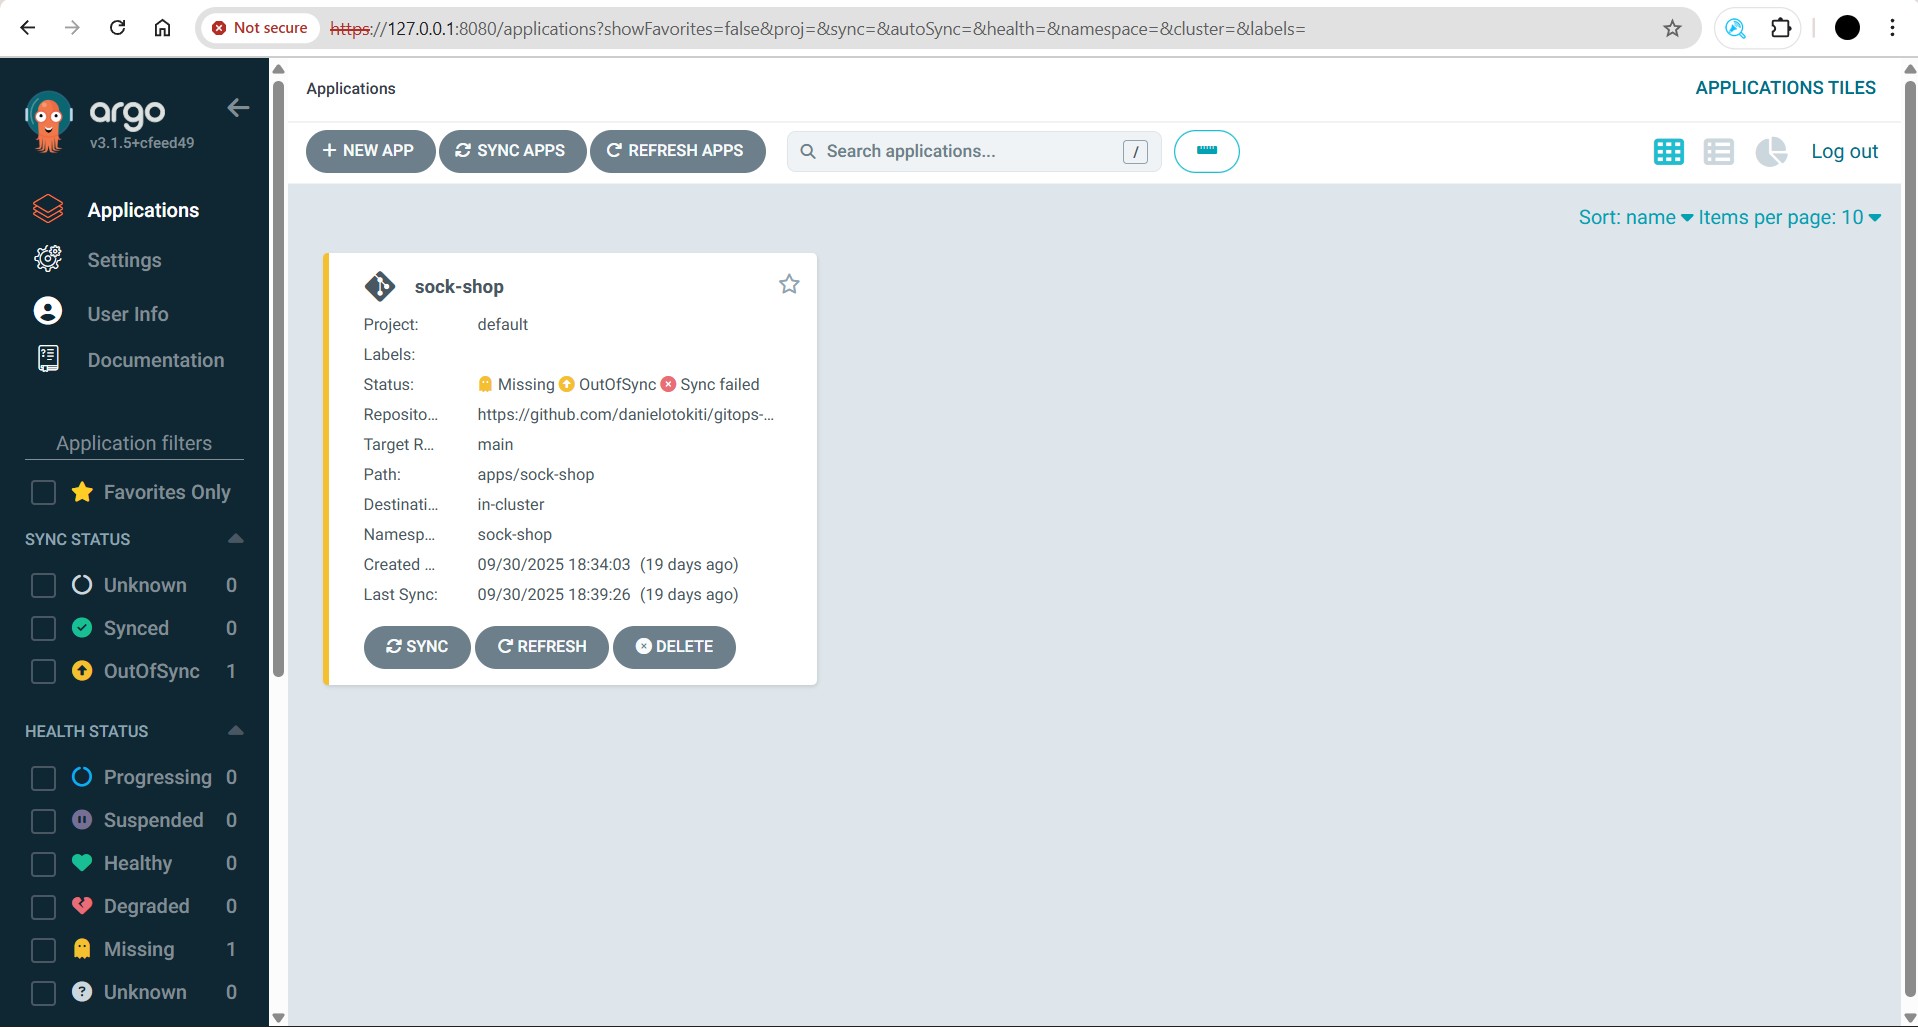 Not secure https://127.0.0.1:8080/applications?showFavorites=false&proj=&sync=&autoSync=&health=&namespace=&cluster=&labels=
argo
v3.1.5+cfeed49
Applications
Settings
User Info
Documentation
Application filters
Favorites Only
SYNC STATUS
Unknown 0
Synced 0
OutOfSync 1
HEALTH STATUS
Progressing 0
Suspended 0
Healthy 0
Degraded 0
Missing 1
Unknown 0
Applications APPLICATIONS TILES
+ NEW APP SYNC APPS REFRESH APPS Search applications... / Log out
Sort: name Items per page: 10
sock-shop
Project: default
Labels:
Status: Missing OutOfSync Sync failed
Reposito... https://github.com/danielotokiti/gitops-...
Target R... main
Path: apps/sock-shop
Destinati... in-cluster
Namesp... sock-shop
Created ... 09/30/2025 18:34:03 (19 days ago)
Last Sync: 09/30/2025 18:39:26 (19 days ago)
SYNC REFRESH DELETE